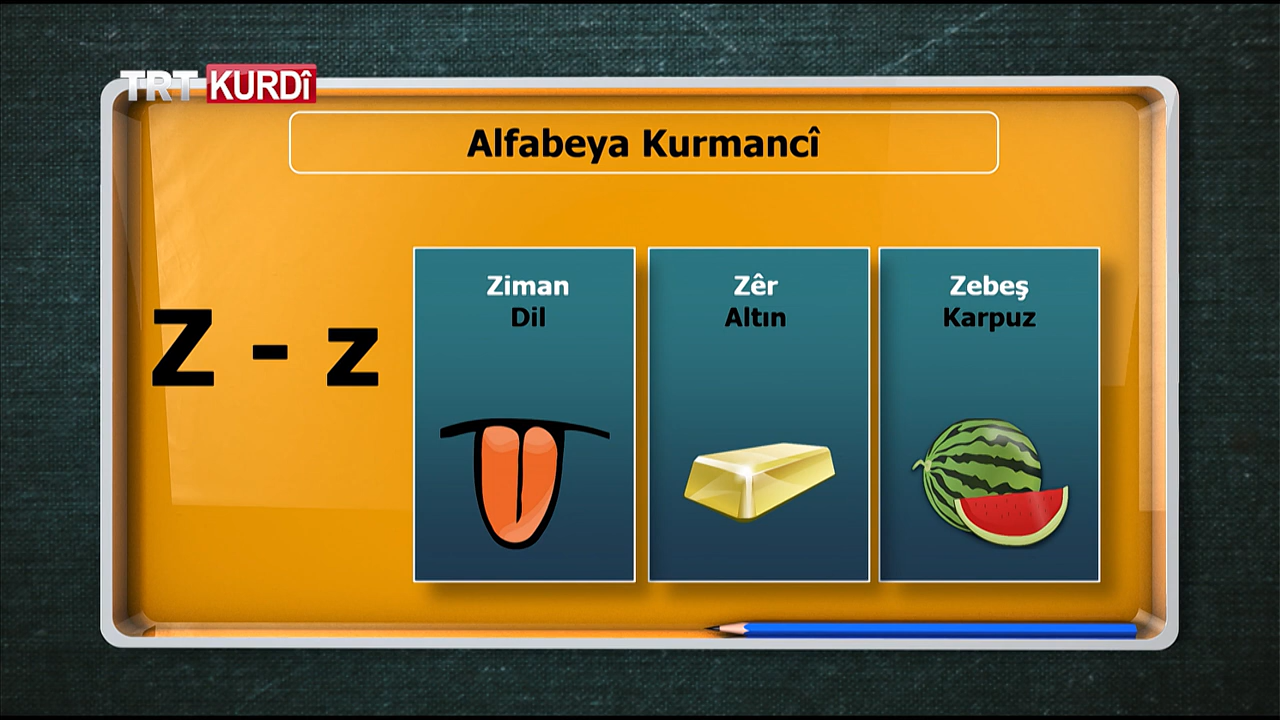 TRT KURDÎ
Alfabeya Kurmancî
Z - z
Ziman
Dil
Zêr
Altın
Zebeş
Karpuz